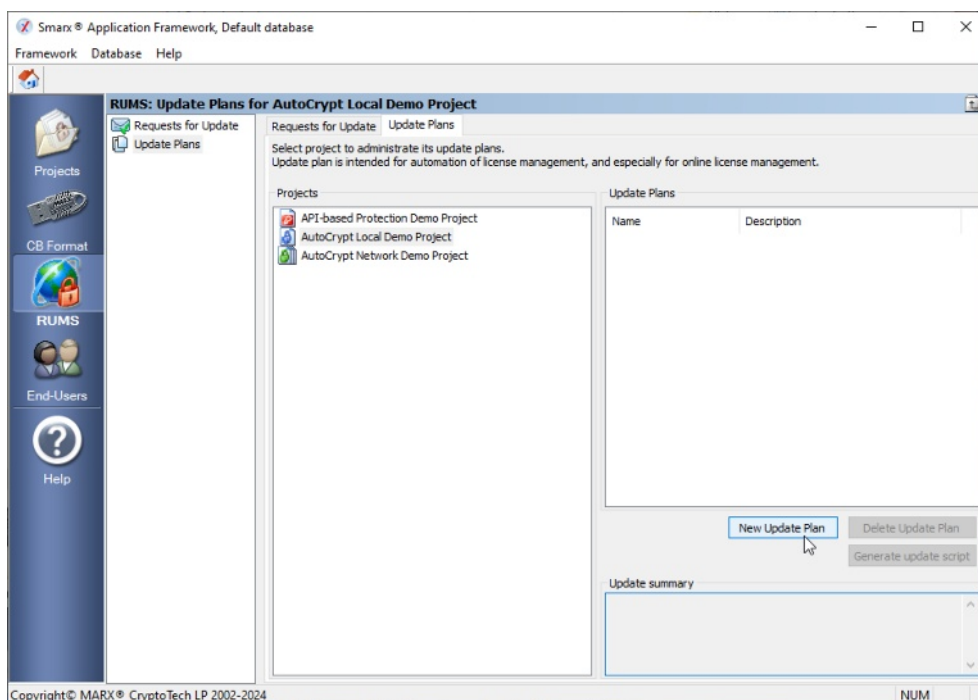 Smarx ® Application Framework, Default database
Framework Database Help
RUMS: Update Plans for AutoCrypt Local Demo Project
Projects
CB Format
RUMS
End-Users
Help
Requests for Update
Update Plans
Requests for Update Update Plans
Select project to administrate its update plans.
Update plan is intended for automation of license management, and especially for online license management.
Projects
API-based Protection Demo Project
AutoCrypt Local Demo Project
AutoCrypt Network Demo Project
Update Plans
Name Description
New Update Plan Delete Update Plan
Generate update script
Update summary
Copyright© MARX® CryptoTech LP 2002-2024 NUM